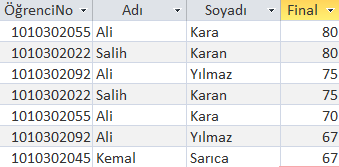 ÖğrenciNo Adı Soyadı Final
1010302055 Ali Kara 80
1010302022 Salih Karan 80
1010302092 Ali Yılmaz 75
1010302022 Salih Karan 75
1010302055 Ali Kara 70
1010302092 Ali Yılmaz 67
1010302045 Kemal Sarıca 67